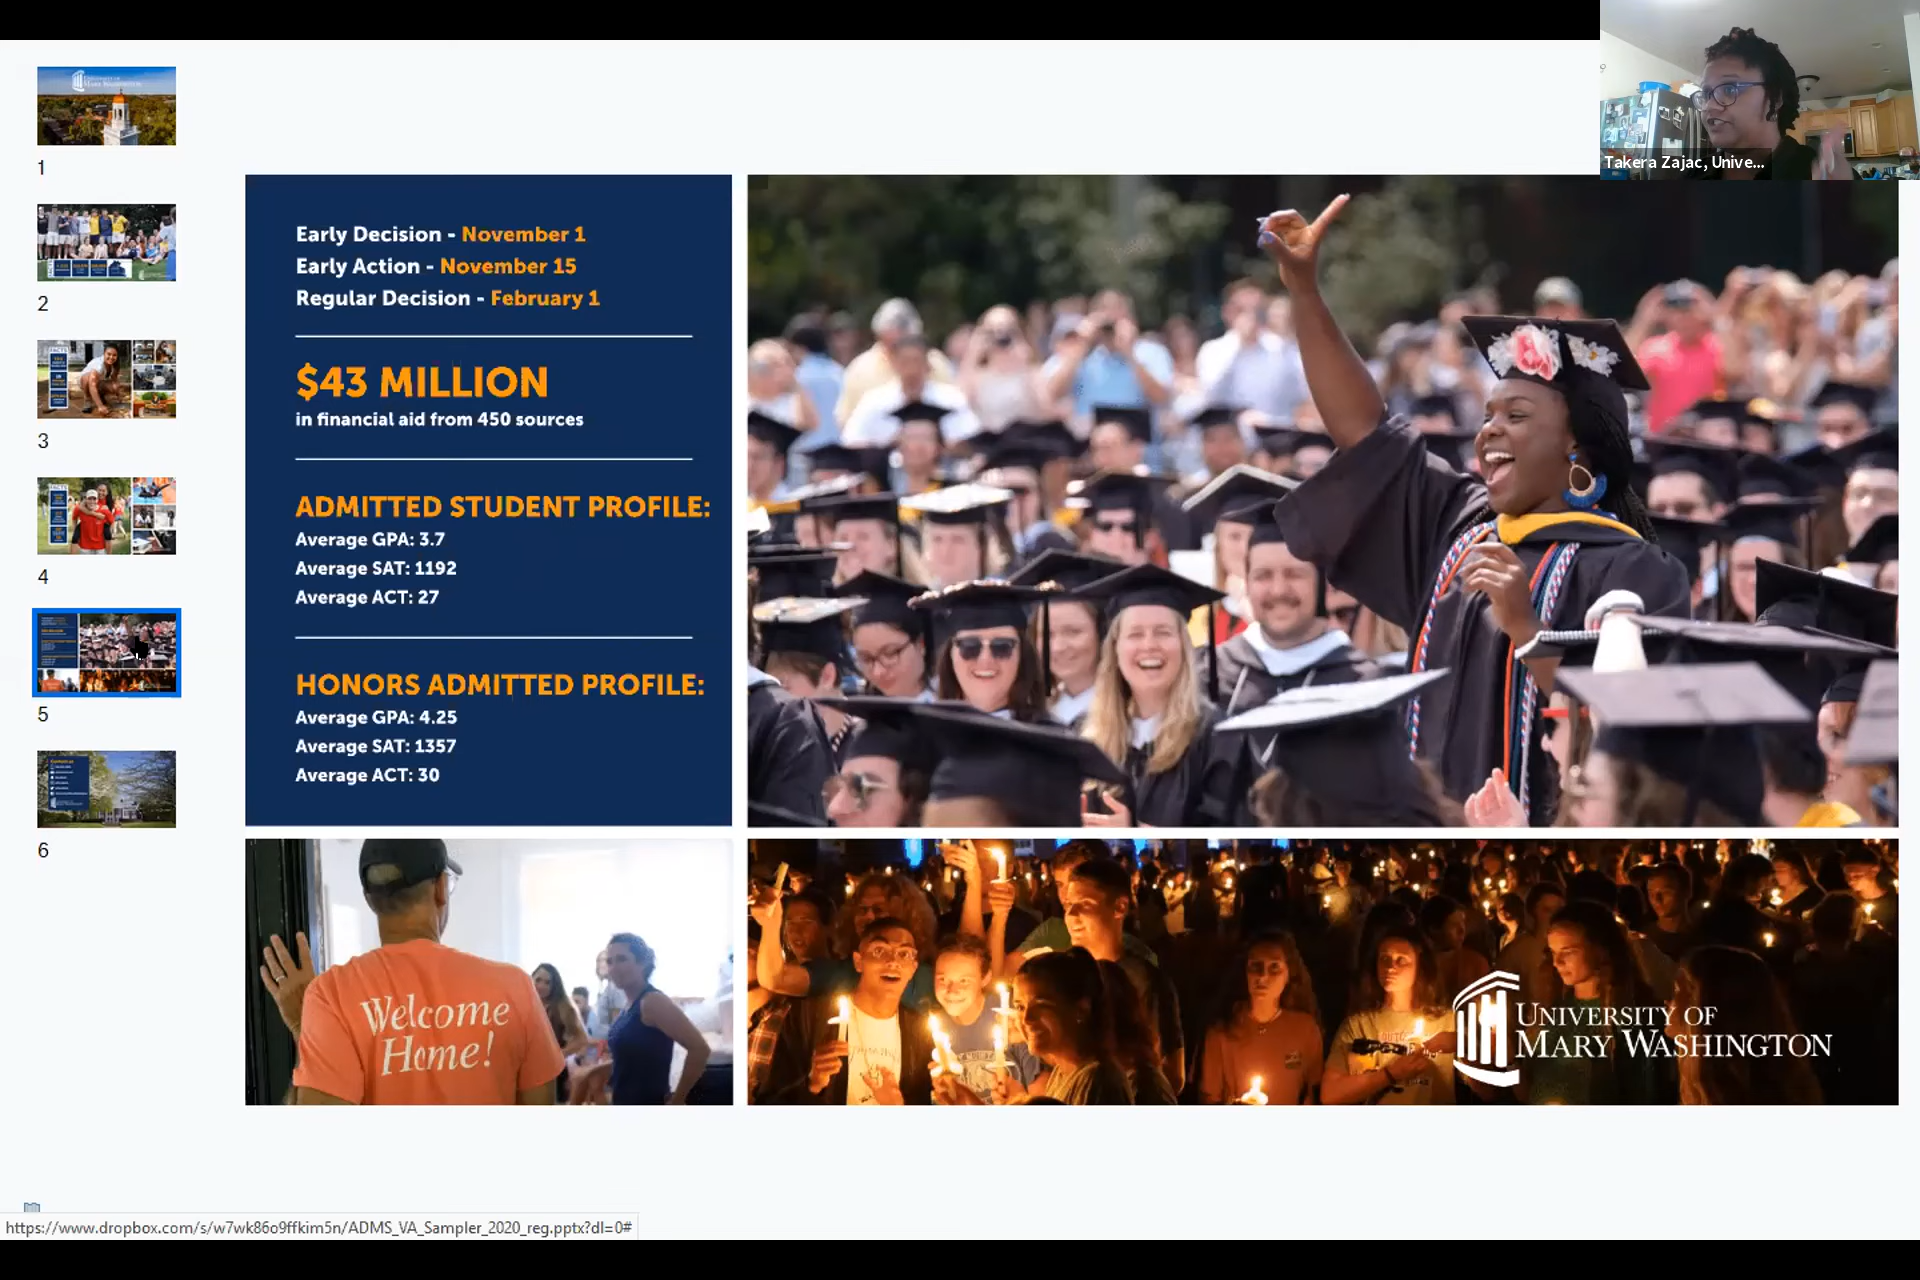 Takera Zajac, Unive...
1
2
3
4
5
6
Early Decision - November 1
Early Action - November 15
Regular Decision - February 1
$43 MILLION
in financial aid from 450 sources
ADMITTED STUDENT PROFILE:
Average GPA: 3.7
Average SAT: 1192
Average ACT: 27
HONORS ADMITTED PROFILE:
Average GPA: 4.25
Average SAT: 1357
Average ACT: 30
Welcome
Home!
UNIVERSITY OF
MARY WASHINGTON
https://www.dropbox.com/s/w7wk86o9ffkim5n/ADMS_VA_Sampler_2020_reg.pptx?dl=0#